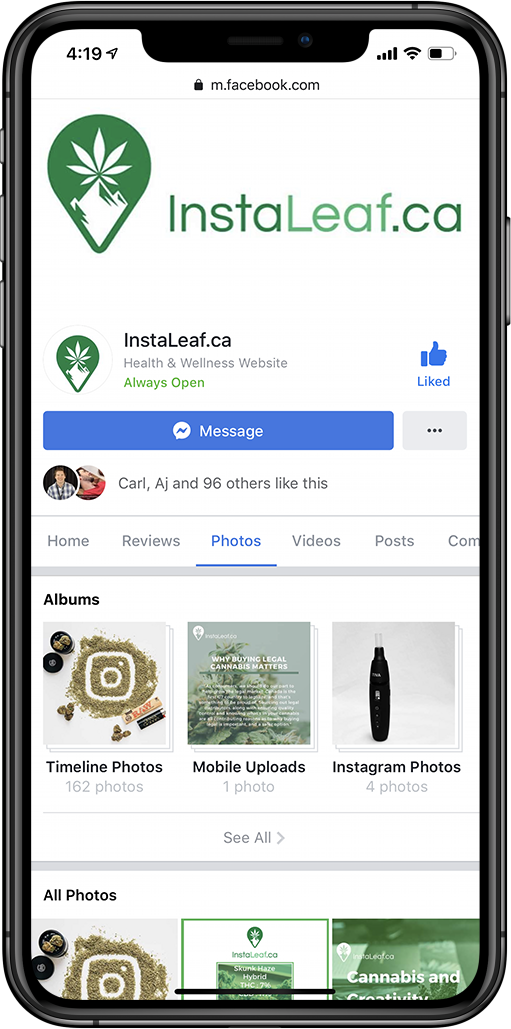 4:19
m.facebook.com
InstaLeaf.ca
InstaLeaf.ca
Health & Wellness Website
Always Open
Liked
Message
Carl, Aj and 96 others like this
Home Reviews Photos Videos Posts Com
Albums
InstaLeaf.ca
WHY BUYING LEGAL
CANNABIS MATTERS
RAW
Timeline Photos Mobile Uploads Instagram Photos
162 photos 1 photo 4 photos
See All
All Photos
InstaLeaf.ca
InstaLeaf.ca
Skunk Haze
Hybrid
THC : 7%
Cannabis and
Creativity